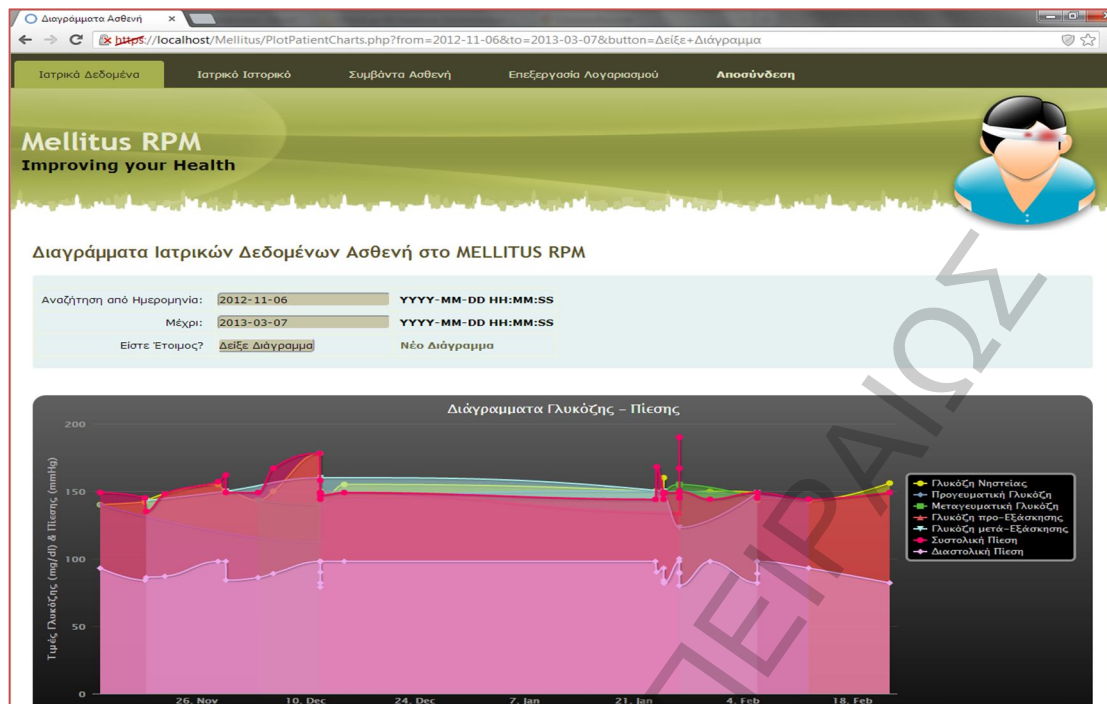 Διαγράμματα Ασθενή
https://localhost/Mellitus/PlotPatientCharts.php?from=2012-11-06&to=2013-03-07&button=Δείξε+Διάγραμμα
Ιατρικά Δεδομένα Ιατρικό Ιστορικό Συμβάντα Ασθενή Επεξεργασία Λογαριασμού Αποσύνδεση
Mellitus RPM
Improving your Health
Διαγράμματα Ιατρικών Δεδομένων Ασθενή στο MELLITUS RPM
Αναζήτηση από Ημερομηνία: 2012-11-06 YYYY-MM-DD HH:MM:SS
Μέχρι: 2013-03-07 YYYY-MM-DD HH:MM:SS
Είστε Έτοιμος? Δείξε Διάγραμμα Νέο Διάγραμμα
Διάγραμματα Γλυκόζης – Πίεσης
Τιμές Γλυκόζης (mg/dl) & Πίεσης (mmHg)
200
150
100
50
0
26. Nov 10. Dec 24. Dec 7. Jan 21. Jan 4. Feb 18. Feb
Γλυκόζη Νηστείας
Προγευματική Γλυκόζη
Μεταγευματική Γλυκόζη
Γλυκόζη προ–Εξάσκησης
Γλυκόζη μετά–Εξάσκησης
Συστολική Πίεση
Διαστολική Πίεση
ΠΕΙΡΑΙΩΣ